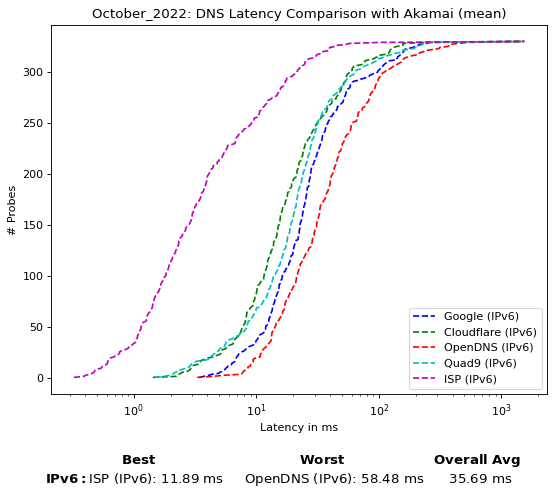 October_2022: DNS Latency Comparison with Akamai (mean)
# Probes
300
250
200
150
100
50
0
Google (IPv6)
Cloudflare (IPv6)
OpenDNS (IPv6)
Quad9 (IPv6)
ISP (IPv6)
10⁰ 10¹ 10² 10³
Latency in ms
Best Worst Overall Avg
IPv6: ISP (IPv6): 11.89 ms OpenDNS (IPv6): 58.48 ms 35.69 ms